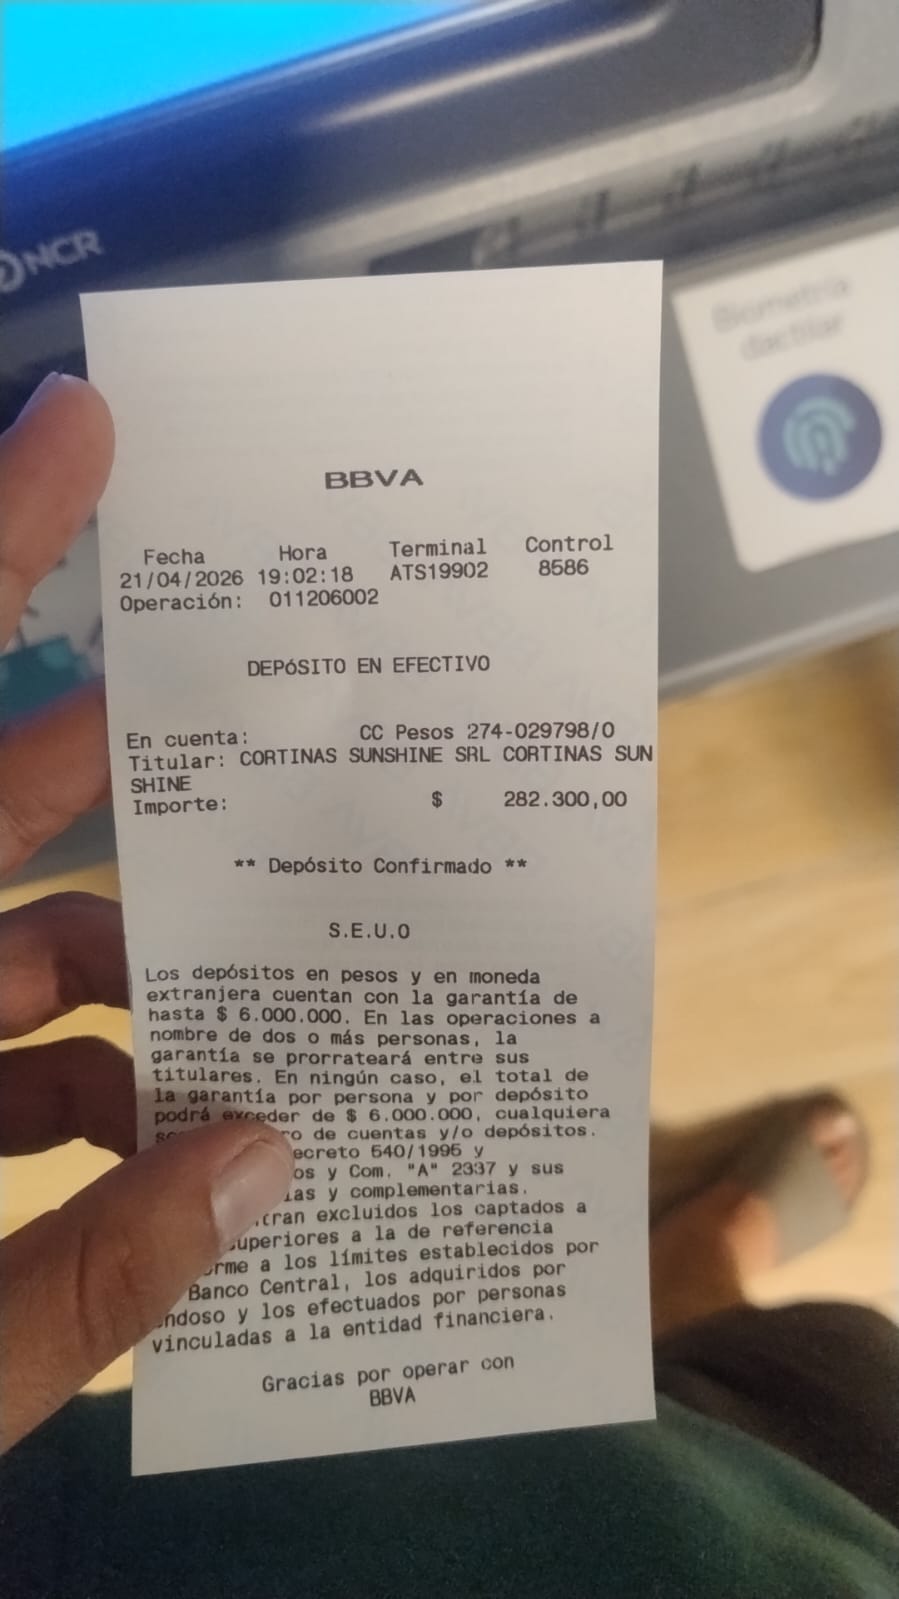 NCR
Biometría
dactilar
BBVA
Fecha Hora Terminal Control
21/04/2026 19:02:18 ATS19902 8586
Operación: 011206002
DEPóSITO EN EFECTIVO
En cuenta: CC Pesos 274-029798/0
Titular: CORTINAS SUNSHINE SRL CORTINAS SUN
SHINE
Importe: $ 282.300,00
** Depósito Confirmado **
S.E.U.O
Los depósitos en pesos y en moneda
extranjera cuentan con la garantía de
hasta $ 6.000.000. En las operaciones a
nombre de dos o más personas, la
garantía se prorrateará entre sus
titulares. En ningún caso, el total de
la garantía por persona y por depósito
podrá exceder de $ 6.000.000, cualquiera
ro de cuentas y/o depósitos.
ecreto 540/1995 y
os y Com. "A" 2337 y sus
ias y complementarias.
tran excluidos los captados a
superiores a la de referencia
rme a los límites establecidos por
Banco Central, los adquiridos por
ndoso y los efectuados por personas
vinculadas a la entidad financiera.
Gracias por operar con
BBVA